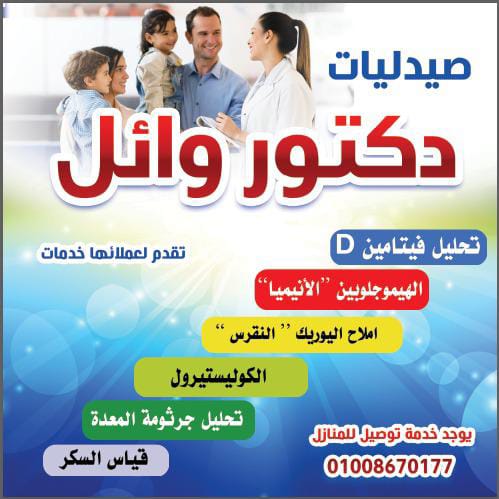 صيدليات
دكتور وائل
تقدم لعملائها خدمات
تحليل فيتامين D
الهيموجلوبين "الأنيميا"
املاح اليوريك " النقرس "
الكوليستيرول
تحليل جرثومة المعدة
قياس السكر
يوجد خدمة توصيل للمنازل
01008670177